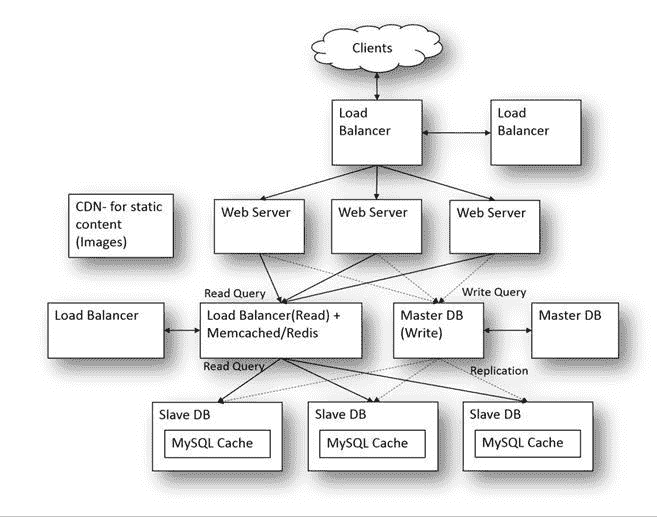 Clients
Load
Balancer
Load
Balancer
CDN- for static
content
(Images)
Web Server
Web Server
Web Server
Read Query
Write Query
Load Balancer
Load Balancer(Read) +
Memcached/Redis
Master DB
(Write)
Master DB
Read Query
Replication
Slave DB
MySQL Cache
Slave DB
MySQL Cache
Slave DB
MySQL Cache